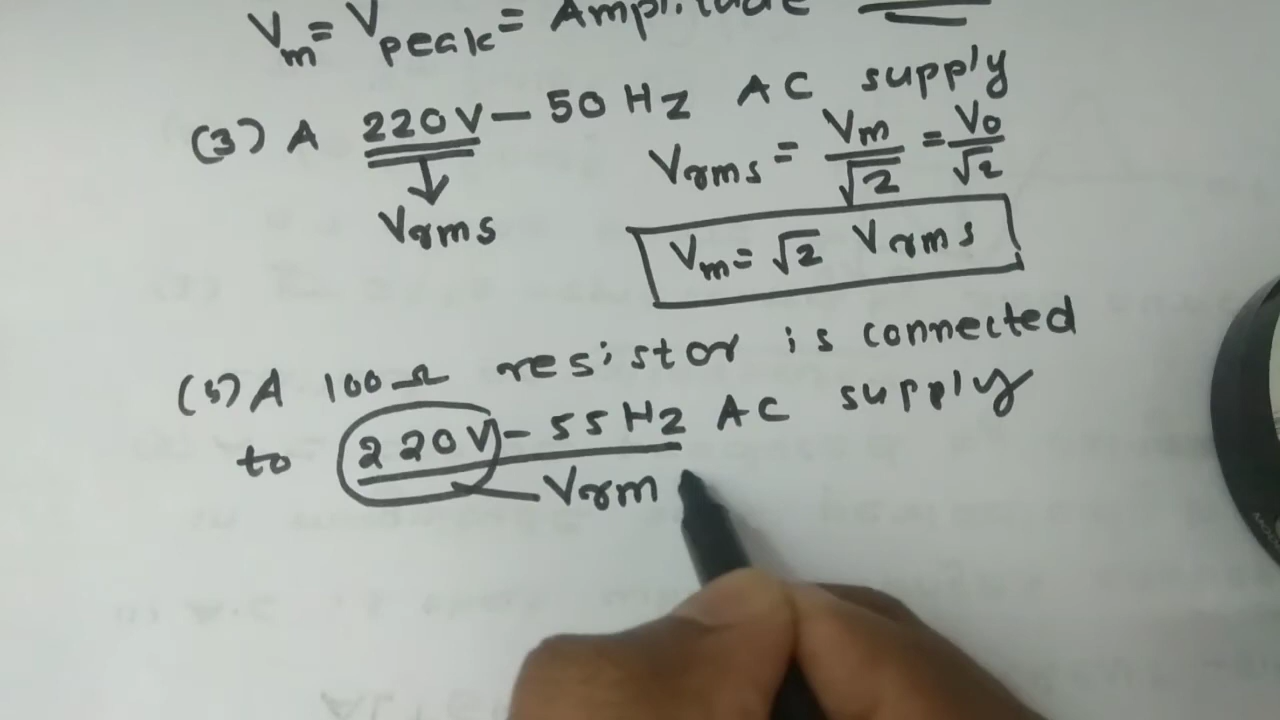 Vm = Vpeak = Amplitude
(3) A 220V – 50 Hz AC supply
Vrms = Vm/√2 = V0/√2
Vrms
Vm = √2 Vrms
A 100Ω resistor is connected
to 220V – 55Hz AC supply
Vrm